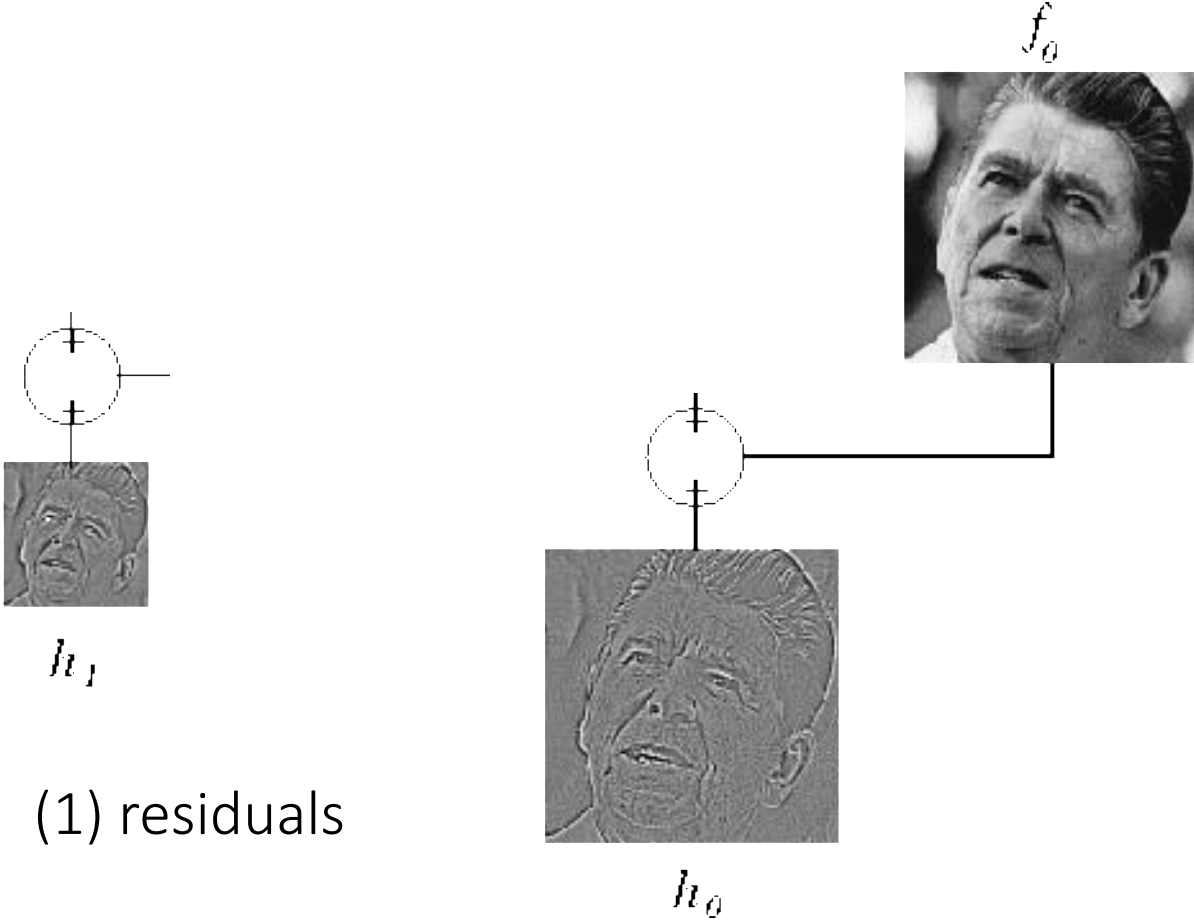 f₀
h₁
(1) residuals
h₀